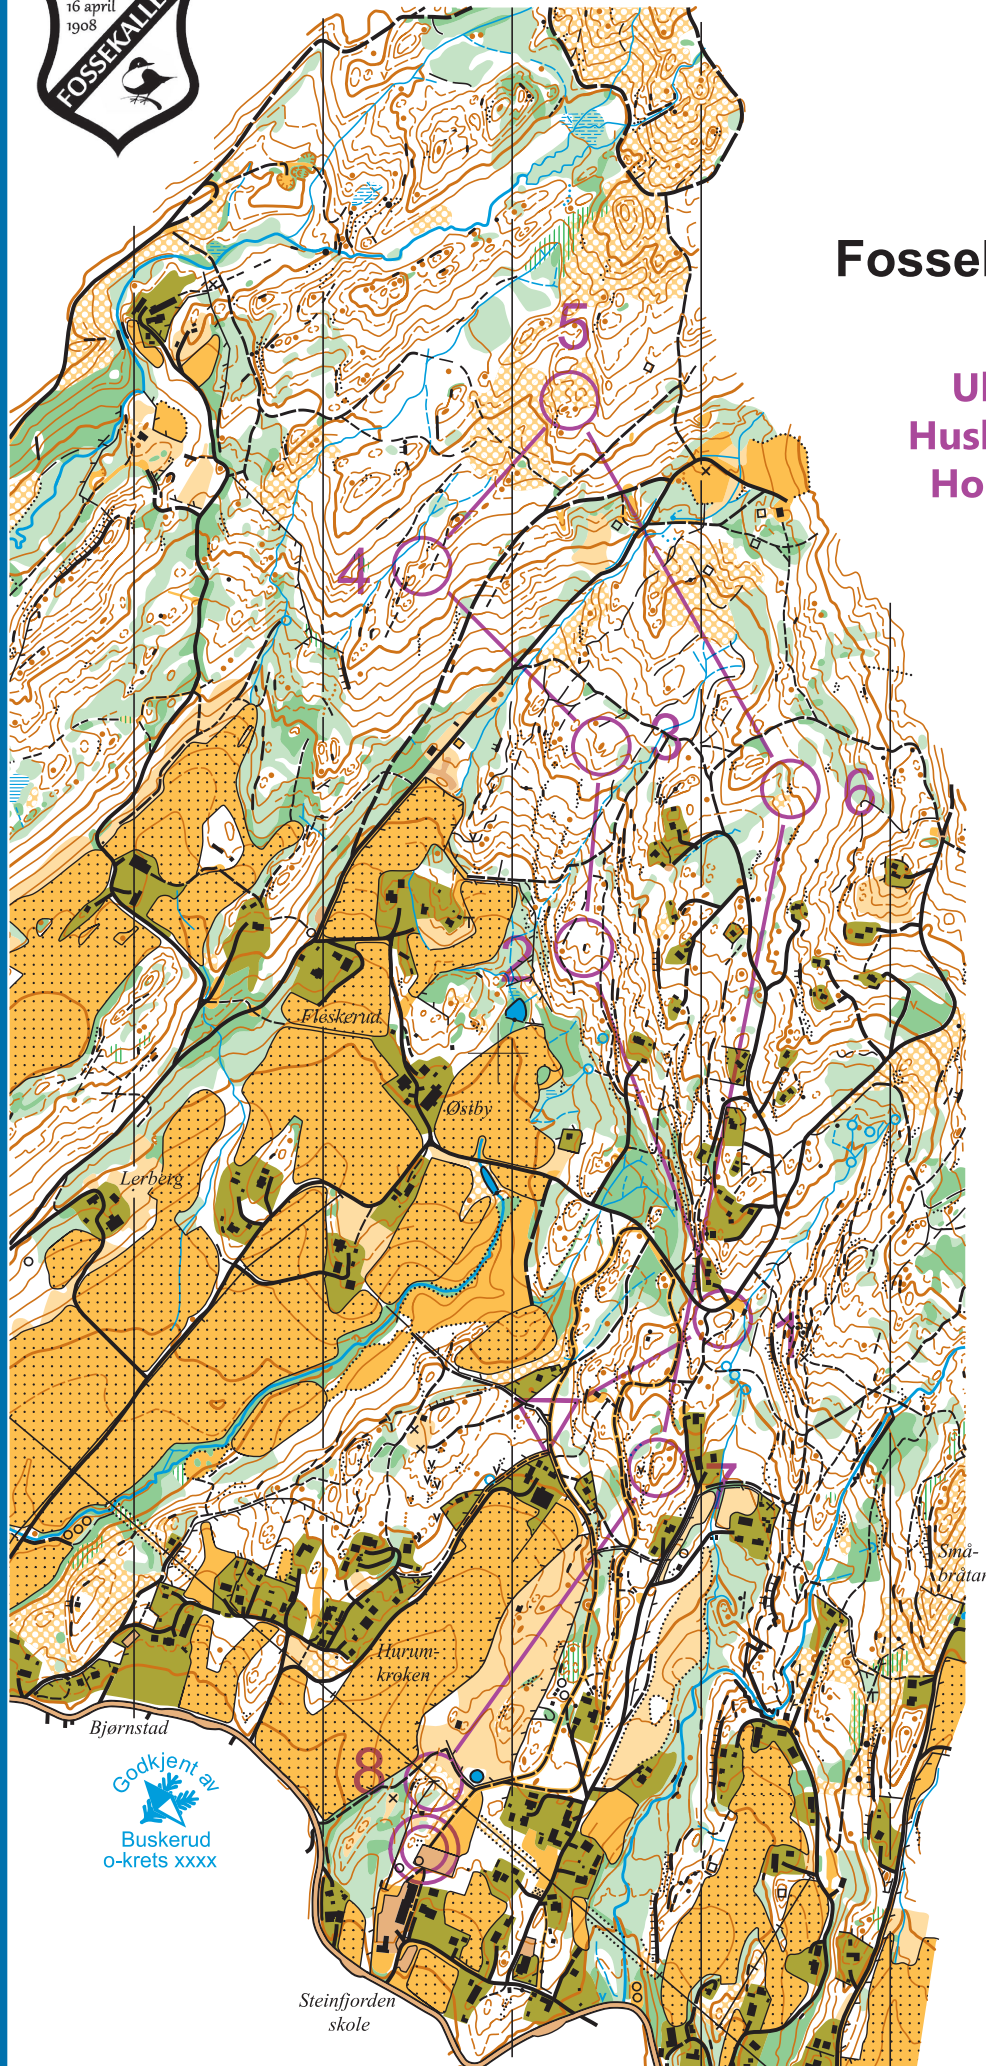 16 april
1908
FOSSEKALLE
Fossel
5
Ul
Husl
Ho
4
3
6
2
Fleskerud
Østby
Lerberg
1
7
Små-
bråtan
Hurum-
kroken
Bjørnstad
8
Godkjent av
Buskerud
o-krets xxxx
Steinfjorden
skole